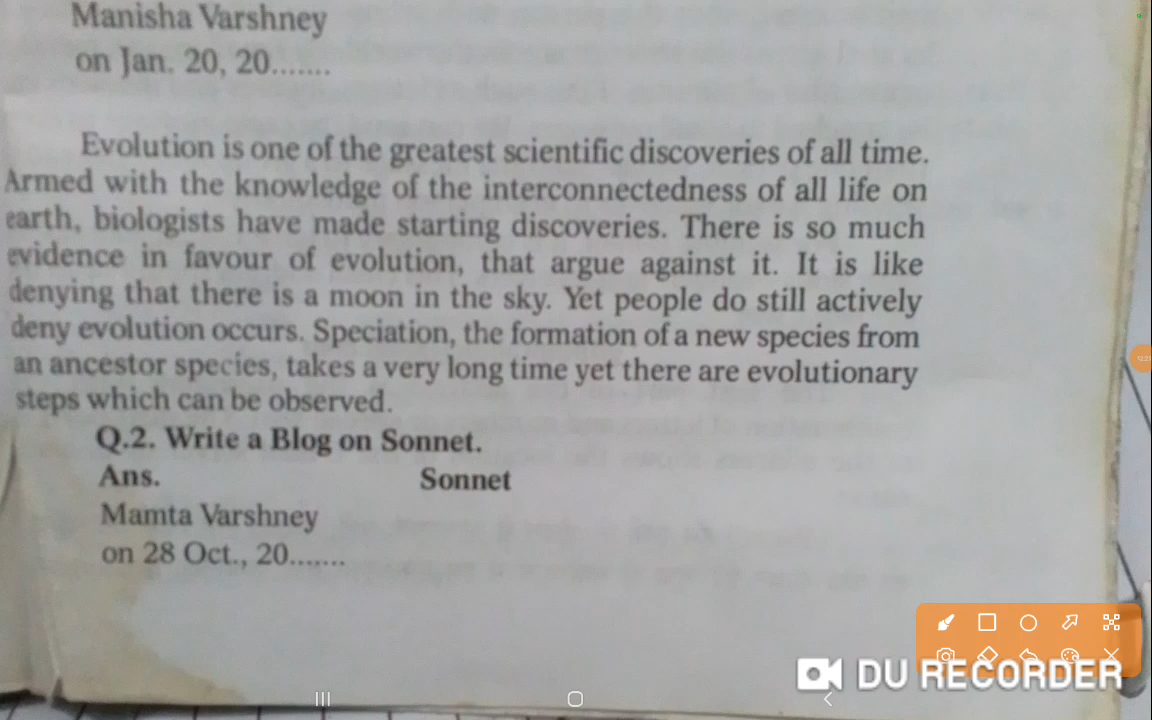 Manisha Varshney
on Jan. 20, 20.......
Evolution is one of the greatest scientific discoveries of all time.
Armed with the knowledge of the interconnectedness of all life on
earth, biologists have made starting discoveries. There is so much
evidence in favour of evolution, that argue against it. It is like
denying that there is a moon in the sky. Yet people do still actively
deny evolution occurs. Speciation, the formation of a new species from
an ancestor species, takes a very long time yet there are evolutionary
steps which can be observed.
Q.2. Write a Blog on Sonnet.
Ans. Sonnet
Mamta Varshney
on 28 Oct., 20.......
DU RECORDER